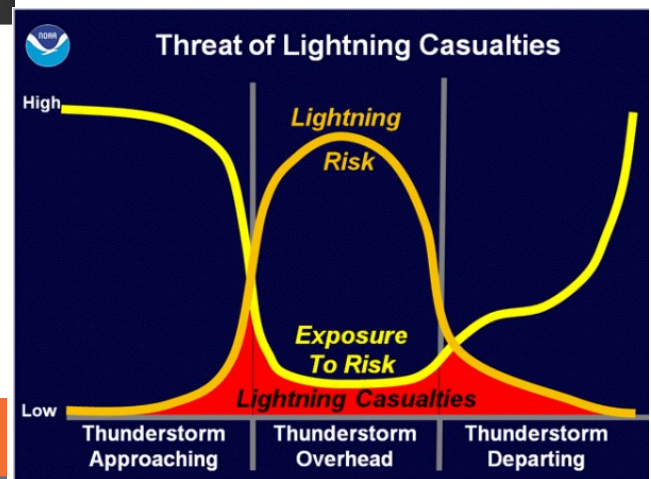 NOAA
Threat of Lightning Casualties
High
Lightning
Risk
Exposure
To Risk
Lightning Casualties
Low
Thunderstorm
Approaching
Thunderstorm
Overhead
Thunderstorm
Departing